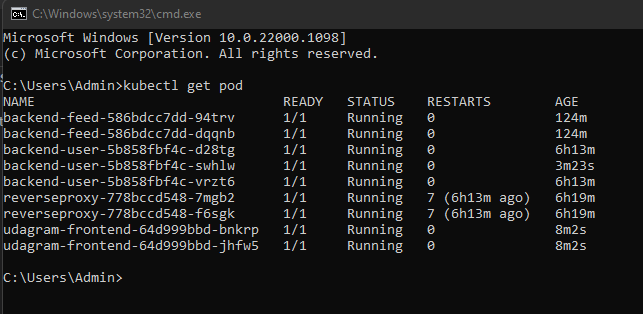 C:\Windows\system32\cmd.exe
Microsoft Windows [Version 10.0.22000.1098]
(c) Microsoft Corporation. All rights reserved.
C:\Users\Admin>kubectl get pod
NAME READY STATUS RESTARTS AGE
backend-feed-586bdcc7dd-94trv 1/1 Running 0 124m
backend-feed-586bdcc7dd-dqqnb 1/1 Running 0 124m
backend-user-5b858fbf4c-d28tg 1/1 Running 0 6h13m
backend-user-5b858fbf4c-swhlw 1/1 Running 0 3m23s
backend-user-5b858fbf4c-vrzt6 1/1 Running 0 6h13m
reverseproxy-778bccd548-7mgb2 1/1 Running 7 (6h13m ago) 6h19m
reverseproxy-778bccd548-f6sgk 1/1 Running 7 (6h13m ago) 6h19m
udagram-frontend-64d999bbd-bnkrp 1/1 Running 0 8m2s
udagram-frontend-64d999bbd-jhfw5 1/1 Running 0 8m2s
C:\Users\Admin>